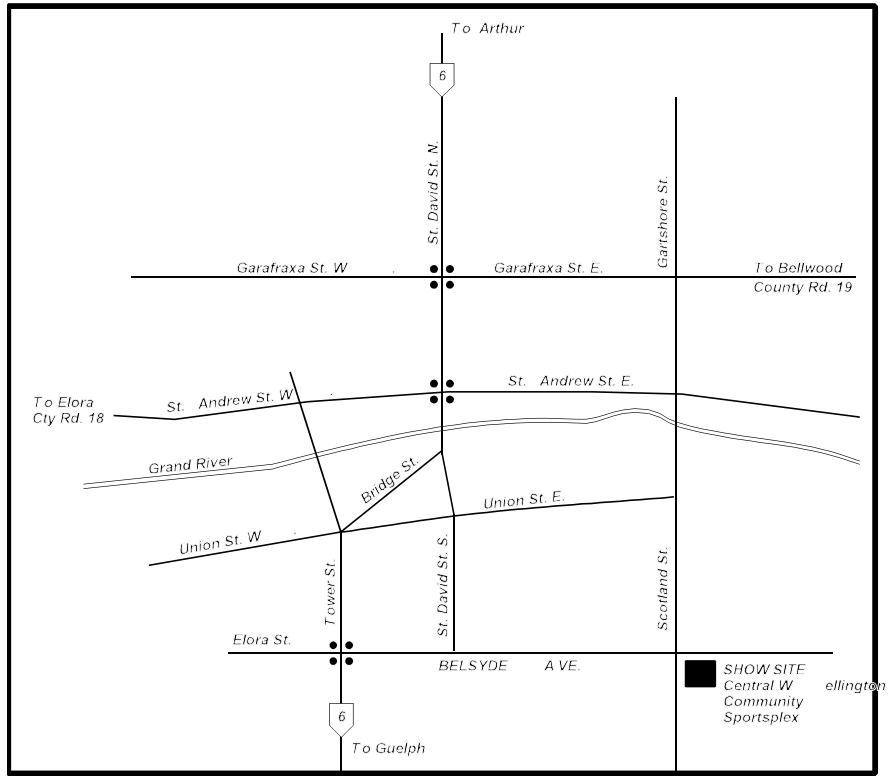 To Arthur
6
St. David St. N.
Gartshore St.
Garafraxa St. W
Garafraxa St. E.
To Bellwood
County Rd. 19
To Elora
Cty Rd. 18
St. Andrew St. W
St. Andrew St. E.
Grand River
Bridge St.
Union St. W
Union St. E.
Tower St.
St. David St. S.
Scotland St.
Elora St.
BELSYDE AVE.
SHOW SITE
Central Wellington
Community
Sportsplex
6
To Guelph